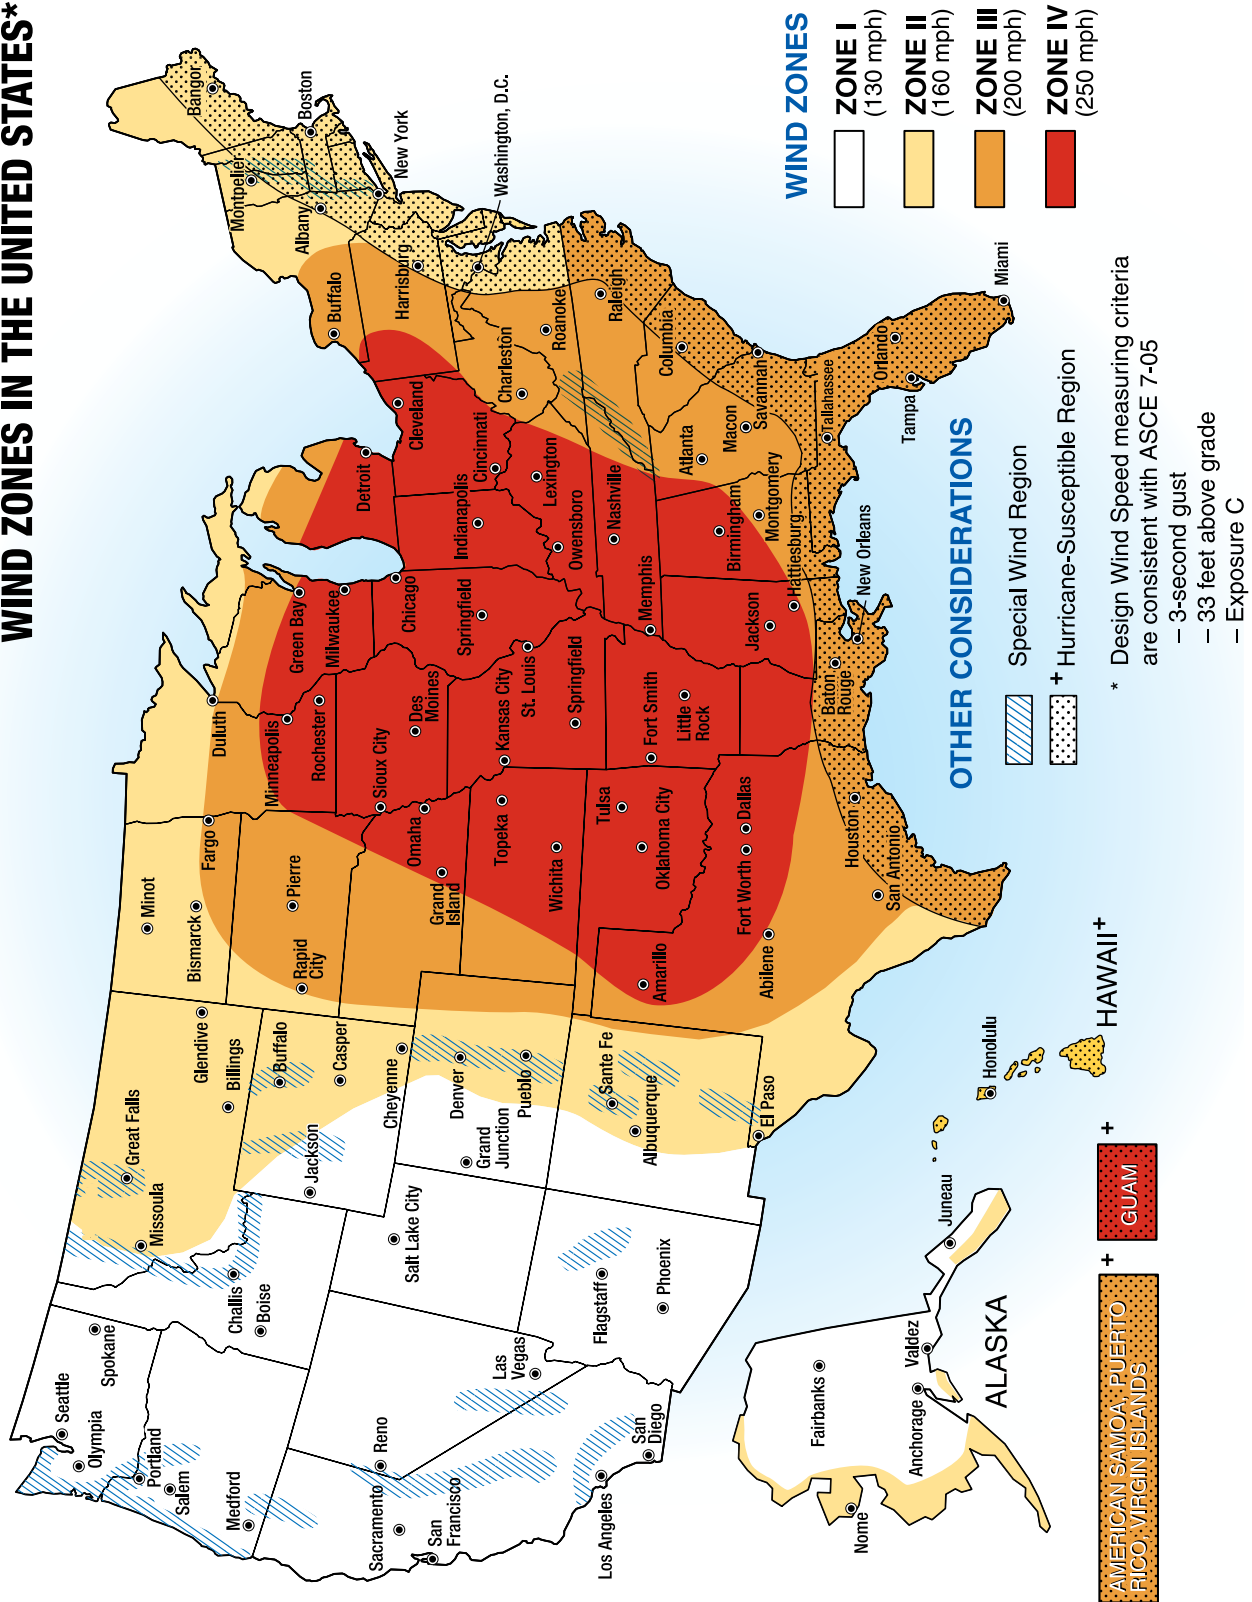 WIND ZONES IN THE UNITED STATES*
Seattle
Olympia
Spokane
Portland
Salem
Medford
Missoula
Great Falls
Glendive
Billings
Challis
Boise
Jackson
Buffalo
Casper
Cheyenne
Minot
Bismarck
Fargo
Rapid
City
Pierre
Duluth
Minneapolis
Rochester
Green Bay
Milwaukee
Sioux City
Des
Moines
Omaha
Grand
Island
Chicago
Springfield
Detroit
Cleveland
Indianapolis
Cincinnati
Buffalo
Albany
Montpelier
Bangor
Boston
New York
Harrisburg
Washington, D.C.
Charleston
Roanoke
Raleigh
Lexington
Owensboro
Nashville
Memphis
Reno
Sacramento
San
Francisco
Las
Vegas
Los Angeles
San
Diego
Salt Lake City
Grand
Junction
Denver
Pueblo
Flagstaff
Phoenix
Sante Fe
Albuquerque
El Paso
Topeka
Wichita
Kansas City
St. Louis
Springfield
Tulsa
Oklahoma City
Fort Smith
Little
Rock
Amarillo
Fort Worth
Dallas
Abilene
Houston
San Antonio
Baton
Rouge
New Orleans
Jackson
Hattiesburg
Birmingham
Montgomery
Atlanta
Macon
Savannah
Columbia
Tallahassee
Orlando
Tampa
Miami
Fairbanks
Anchorage
Valdez
Nome
Juneau
ALASKA
Honolulu
HAWAII+
AMERICAN SAMOA, PUERTO
RICO, VIRGIN ISLANDS
+
GUAM
+
WIND ZONES
ZONE I
(130 mph)
ZONE II
(160 mph)
ZONE III
(200 mph)
ZONE IV
(250 mph)
OTHER CONSIDERATIONS
Special Wind Region
+ Hurricane-Susceptible Region
* Design Wind Speed measuring criteria
are consistent with ASCE 7-05
– 3-second gust
– 33 feet above grade
– Exposure C